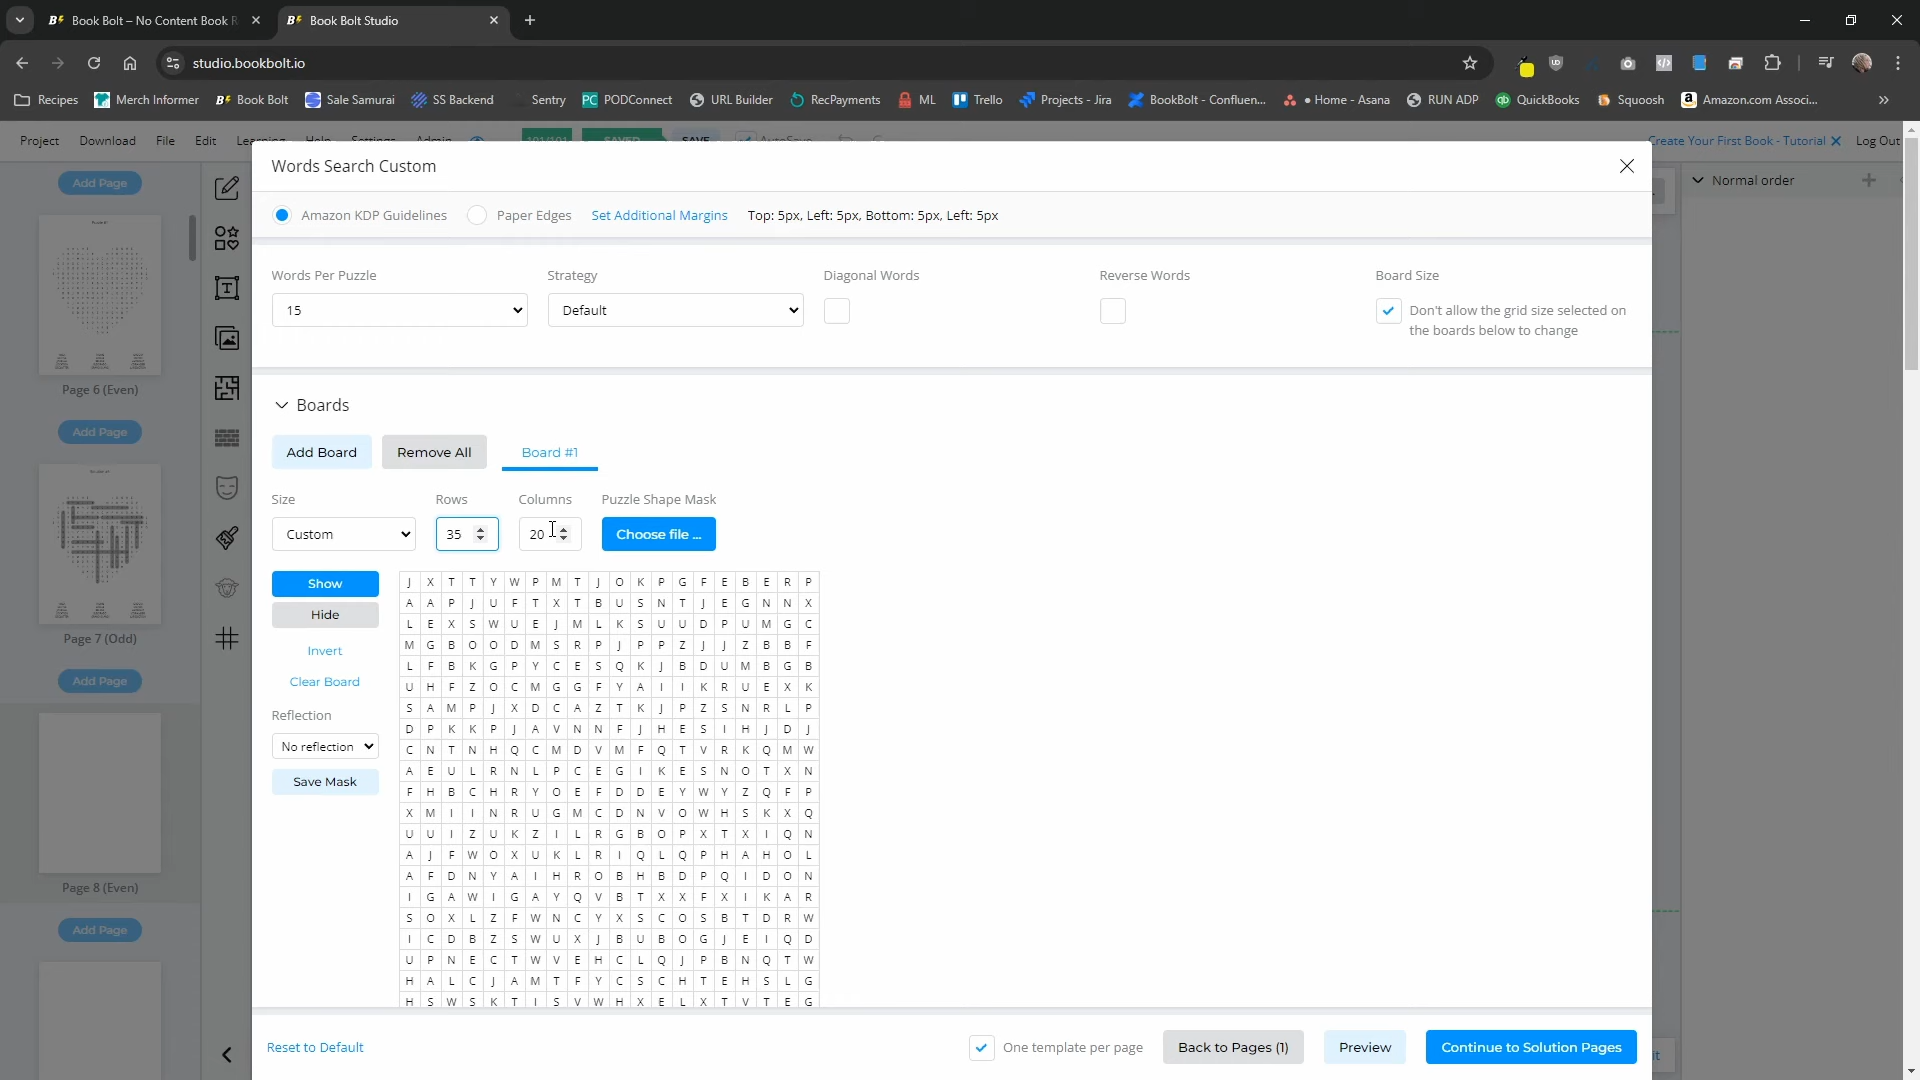 Book Bolt – No Content Book R
Book Bolt Studio
studio.bookbolt.io
Recipes Merch Informer Book Bolt Sale Samurai SS Backend Sentry PODConnect URL Builder RecPayments ML Trello Projects - Jira BookBolt - Confluen... • Home - Asana RUN ADP QuickBooks Squoosh Amazon.com Associ...
Project Download File Edit Settings Admin SAVED SAVE AutoSave Create Your First Book - Tutorial Log Out
Add Page
Words Search Custom
Normal order
Amazon KDP Guidelines Paper Edges Set Additional Margins Top: 5px, Left: 5px, Bottom: 5px, Left: 5px
Words Per Puzzle Strategy Diagonal Words Reverse Words Board Size
15 Default Don't allow the grid size selected on
the boards below to change
Page 6 (Even)
Boards
Add Page
Add Board Remove All Board #1
Size Rows Columns Puzzle Shape Mask
Custom 35 20 Choose file ...
Show
Hide
Invert
Clear Board
Reflection
No reflection
Save Mask
J X T T Y W P M T J O K P G F E B E R P
A A P J U F T X T B U S N T J E G N N X
L E X S W U E J M L K S U U D P U M G C
M G B O O D M S R P J P P Z J J Z B B F
L F B K G P Y C E S Q K J B D U M B G B
U H F Z O C M G G F Y A I I K R U E X K
S A M P J X D C A Z T K J P Z S N R L P
D P K K P J A V N N F J H E S I H J D J
C N T N H Q C M D V M F Q T V R K Q M W
A E U L R N L P C E G I K E S N O T X N
F H B C H R Y O E F D D E Y W Y Z Q F P
X M I I N R U G M C D N V O W H S K X Q
U U I Z U K Z I L R G B O P X T X I Q N
A J F W O X U K L R I Q L Q P H A H O L
A F D N Y A I H R O B H B D P Q I D O N
I G A W I G A Y Q V B T X X F X I K A R
S O X L Z F W N C Y X S C O S B T D R W
I C D B Z S W U X J B U B O G J E I Q D
U P N E C T W V E H C L Q J P B N Q T W
H A L C J A M T F Y C S C H T E H S L G
H S W S K T I S V W H X E L X T V T E G
Page 7 (Odd)
Add Page
Page 8 (Even)
Add Page
Reset to Default One template per page Back to Pages (1) Preview Continue to Solution Pages